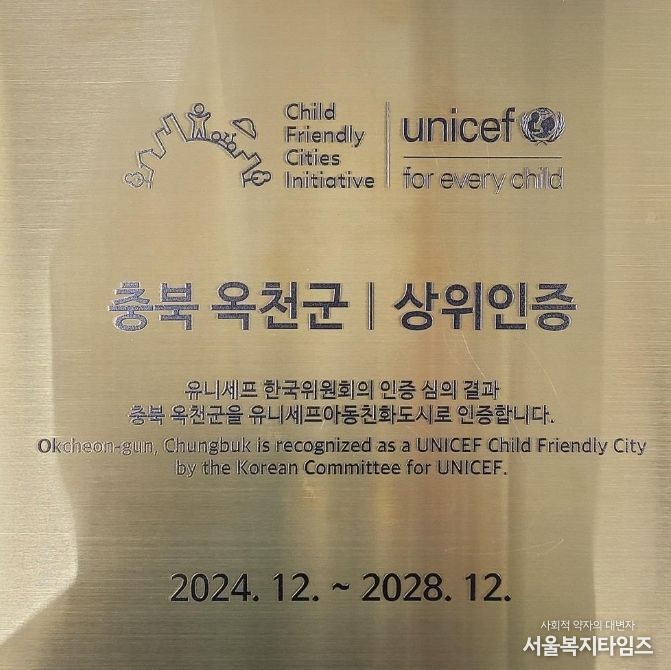 Child
Friendly
Cities
Initiative
unicef
for every child
충북 옥천군 | 상위인증
유니세프 한국위원회의 인증 심의 결과
충북 옥천군을 유니세프아동친화도시로 인증합니다.
Okcheon-gun, Chungbuk is recognized as a UNICEF Child Friendly City
by the Korean Committee for UNICEF.
2024. 12. ~ 2028. 12.
사회적 약자의 대변자
서울복지타임즈